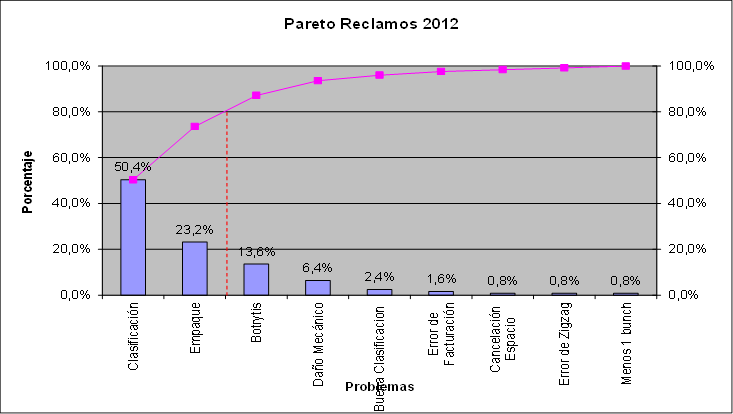 Pareto Reclamos 2012
100,0%
80,0%
60,0%
40,0%
20,0%
0,0%
Porcentaje
50,4%
23,2%
13,6%
6,4%
2,4%
1,6%
0,8%
0,8%
0,8%
100,0%
80,0%
60,0%
40,0%
20,0%
0,0%
Clasificación
Empaque
Botrytis
Daño Mecánico
Buena Clasificacion
Error de
Facturación
Cancelación
Espacio
Error de Zigzag
Menos 1 bunch
Problemas